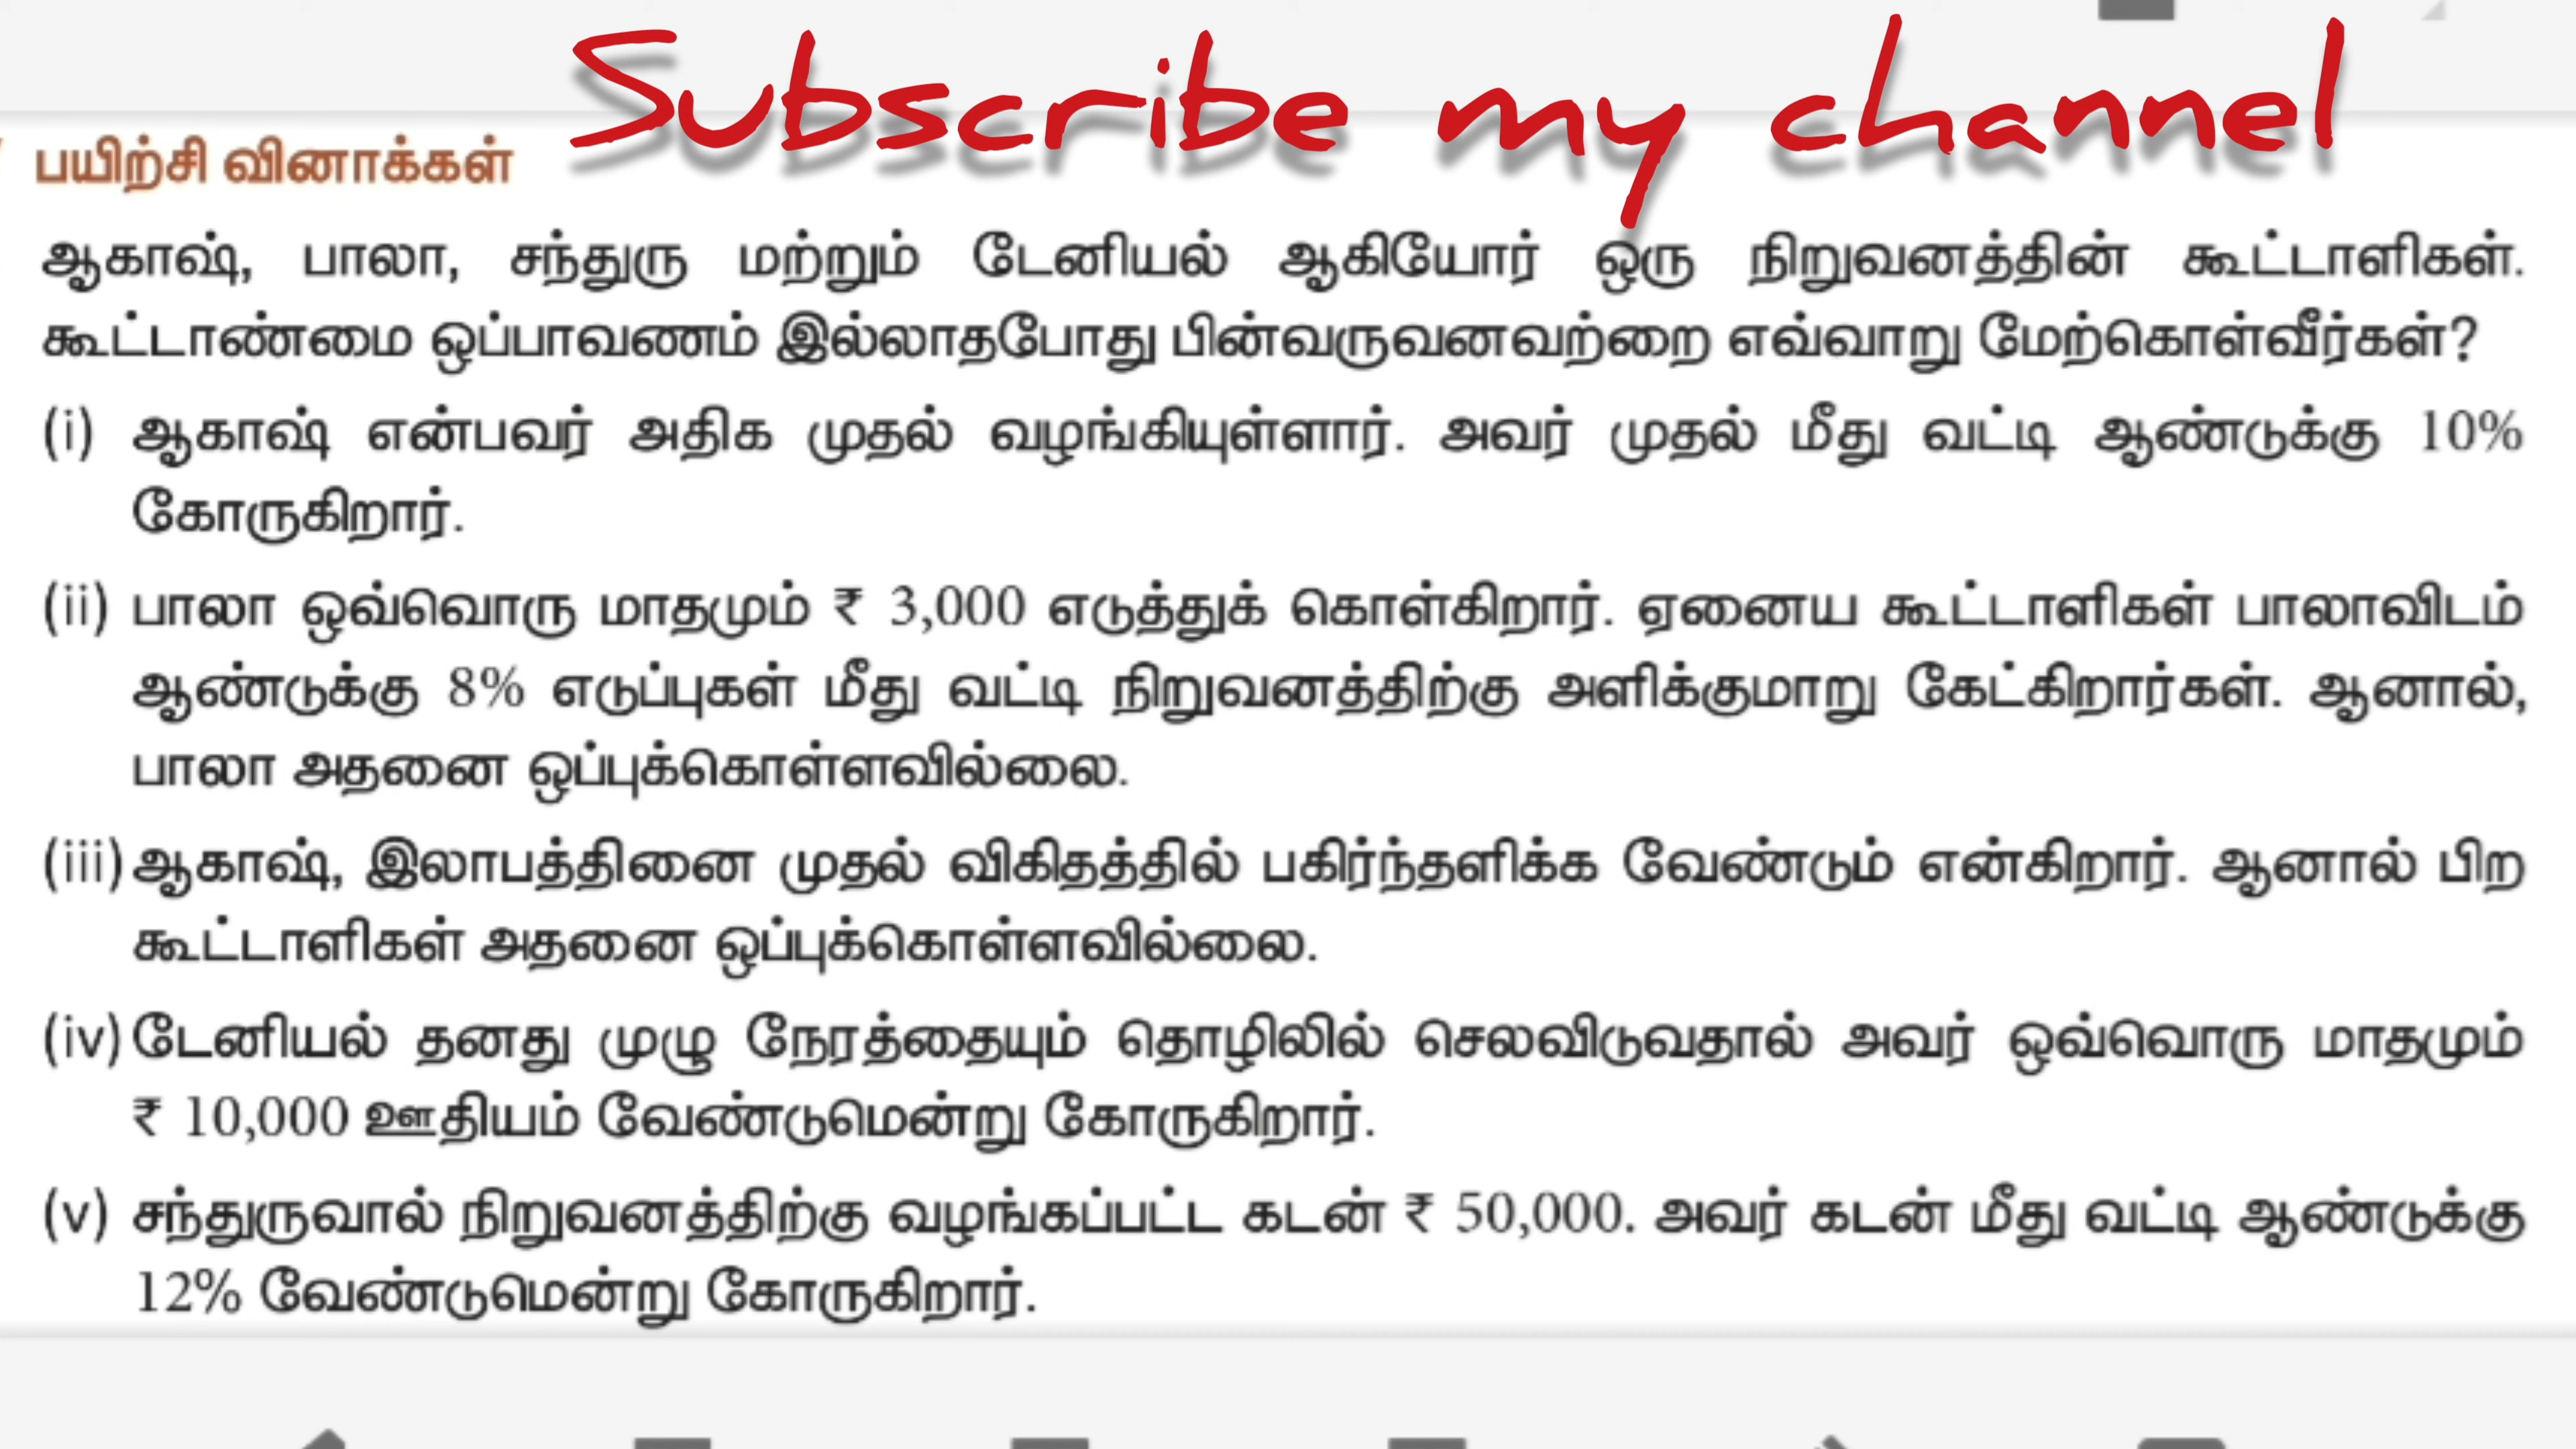 Subscribe my channel
பயிற்சி வினாக்கள்
ஆகாஷ், பாலா, சந்துரு மற்றும் டேனியல் ஆகியோர் ஒரு நிறுவனத்தின் கூட்டாளிகள்.
கூட்டாண்மை ஒப்பாவணம் இல்லாதபோது பின்வருவனவற்றை எவ்வாறு மேற்கொள்வீர்கள்?
(i) ஆகாஷ் என்பவர் அதிக முதல் வழங்கியுள்ளார். அவர் முதல் மீது வட்டி ஆண்டுக்கு 10%
கோருகிறார்.
(ii) பாலா ஒவ்வொரு மாதமும் ₹ 3,000 எடுத்துக் கொள்கிறார். ஏனைய கூட்டாளிகள் பாலாவிடம்
ஆண்டுக்கு 8% எடுப்புகள் மீது வட்டி நிறுவனத்திற்கு அளிக்குமாறு கேட்கிறார்கள். ஆனால்,
பாலா அதனை ஒப்புக்கொள்ளவில்லை.
(iii) ஆகாஷ், இலாபத்தினை முதல் விகிதத்தில் பகிர்ந்தளிக்க வேண்டும் என்கிறார். ஆனால் பிற
கூட்டாளிகள் அதனை ஒப்புக்கொள்ளவில்லை.
(iv) டேனியல் தனது முழு நேரத்தையும் தொழிலில் செலவிடுவதால் அவர் ஒவ்வொரு மாதமும்
₹ 10,000 ஊதியம் வேண்டுமென்று கோருகிறார்.
(v) சந்துருவால் நிறுவனத்திற்கு வழங்கப்பட்ட கடன் ₹ 50,000. அவர் கடன் மீது வட்டி ஆண்டுக்கு
12% வேண்டுமென்று கோருகிறார்.